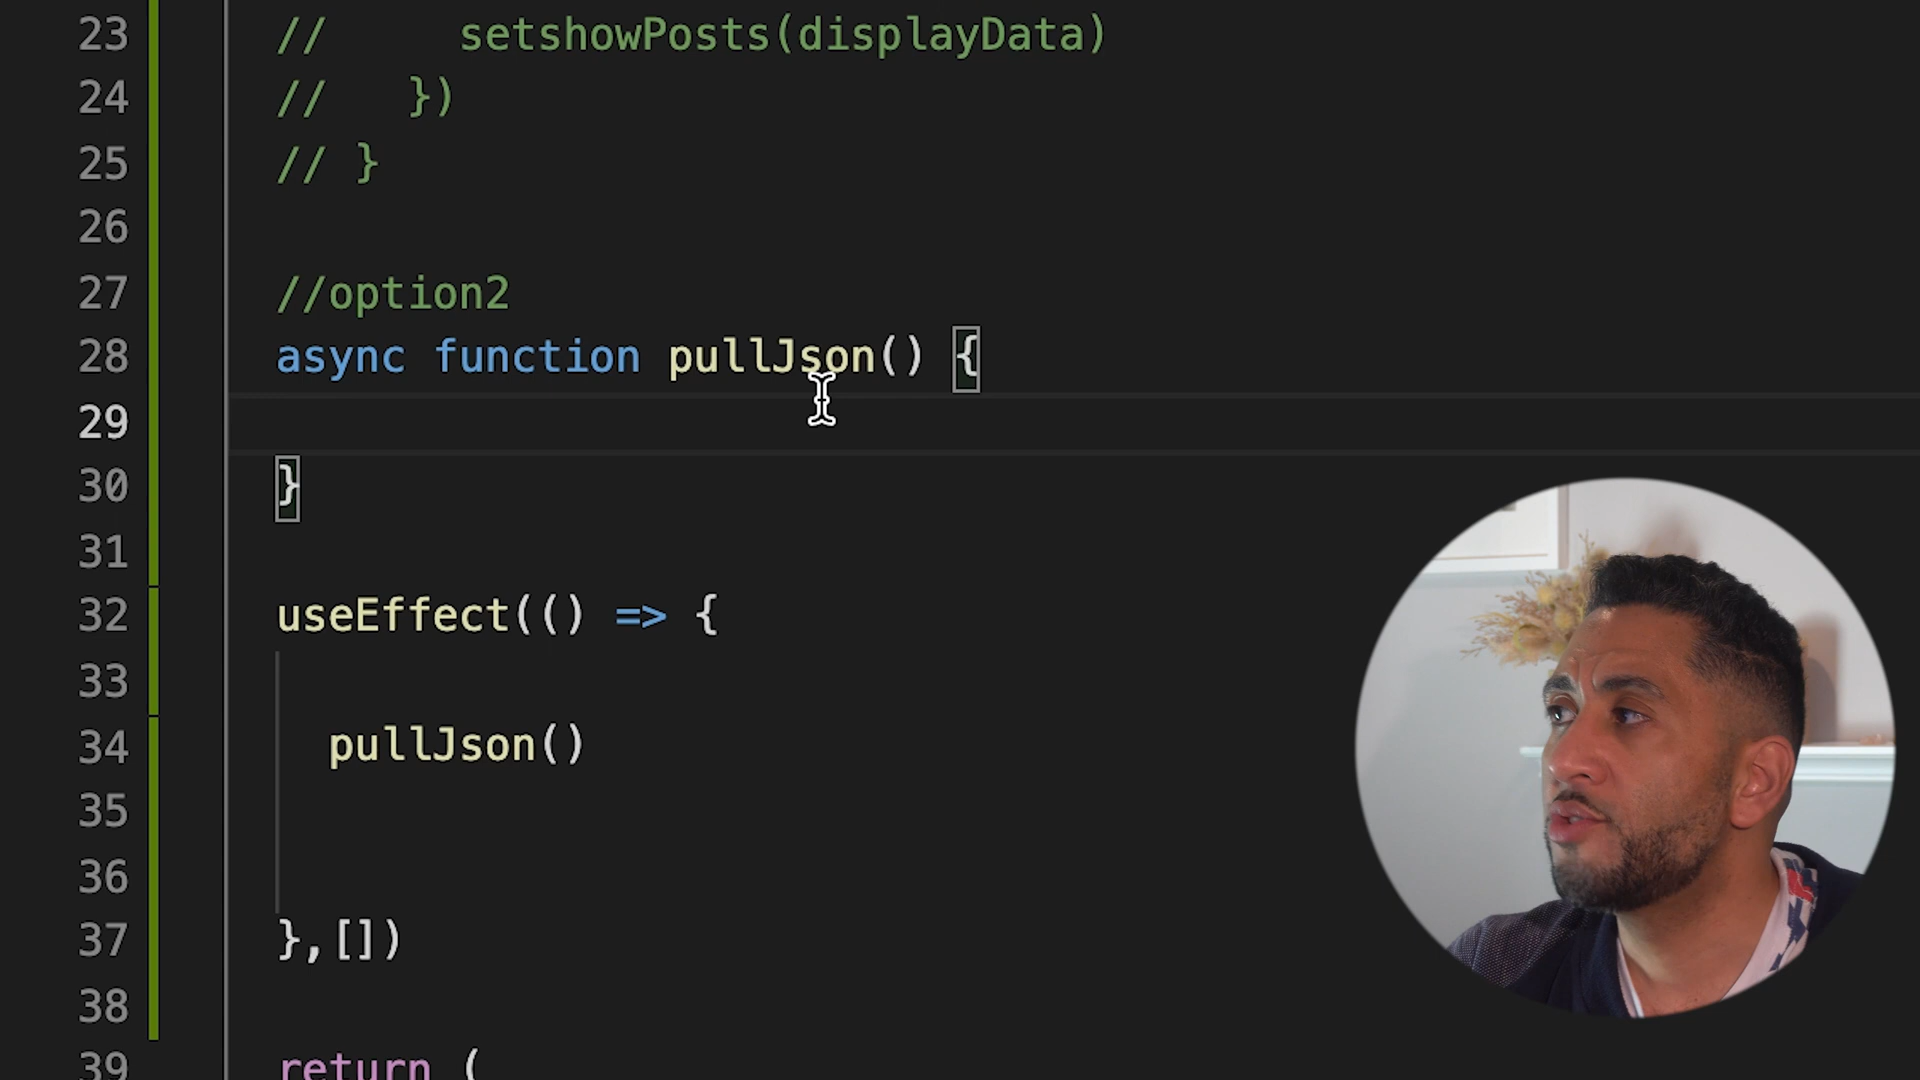 23 //     setshowPosts(displayData)
24 //   })
25 // }
26
27 //option2
28 async function pullJson() {
29
30 }
31
32 useEffect(() => {
33
34   pullJson()
35
36
37 },[])
38
39 return (